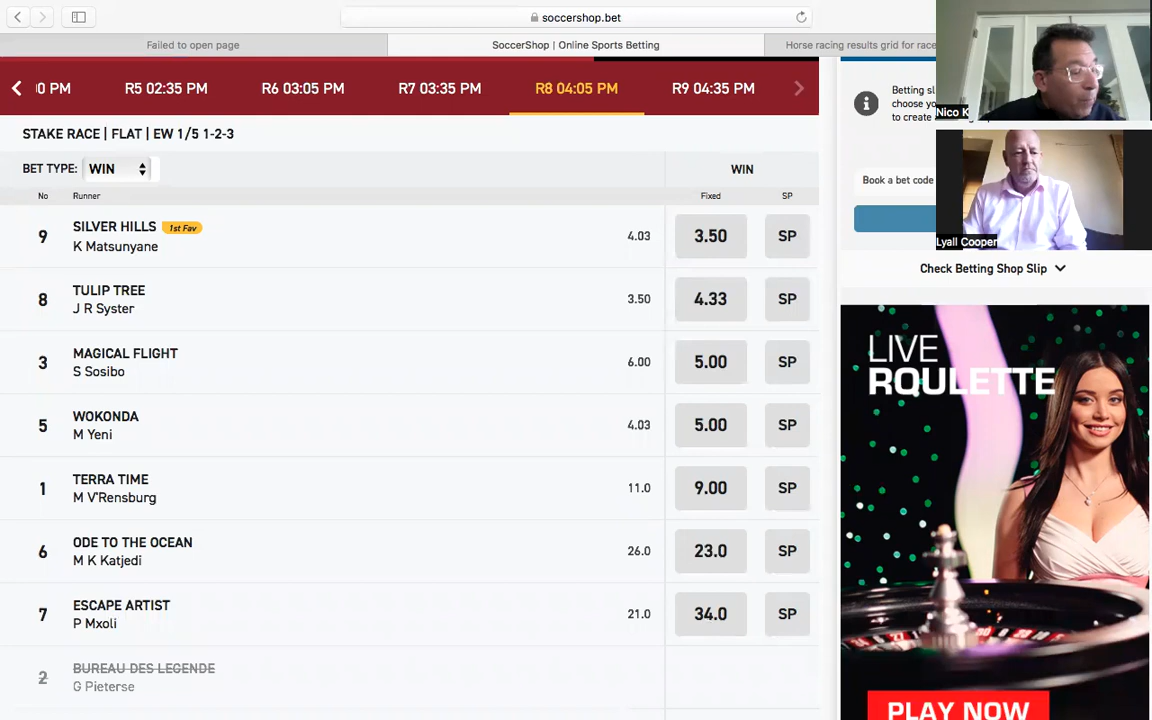 soccershop.bet
Failed to open page
SoccerShop | Online Sports Betting
Horse racing results grid for race
0 PM
R5 02:35 PM
R6 03:05 PM
R7 03:35 PM
R8 04:05 PM
R9 04:35 PM
STAKE RACE | FLAT | EW 1/5 1-2-3
BET TYPE: WIN
WIN
No Runner Fixed SP
9 SILVER HILLS 1st Fav
K Matsunyane
4.03 3.50 SP
8 TULIP TREE
J R Syster
3.50 4.33 SP
3 MAGICAL FLIGHT
S Sosibo
6.00 5.00 SP
5 WOKONDA
M Yeni
4.03 5.00 SP
1 TERRA TIME
M V'Rensburg
11.0 9.00 SP
6 ODE TO THE OCEAN
M K Katjedi
26.0 23.0 SP
7 ESCAPE ARTIST
P Mxoli
21.0 34.0 SP
2 BUREAU DES LEGENDE
G Pieterse
Betting sl
choose yo
to create
Book a bet code
Check Betting Shop Slip
Nico K
Lyall Cooper
LIVE
ROULETTE
PLAY NOW